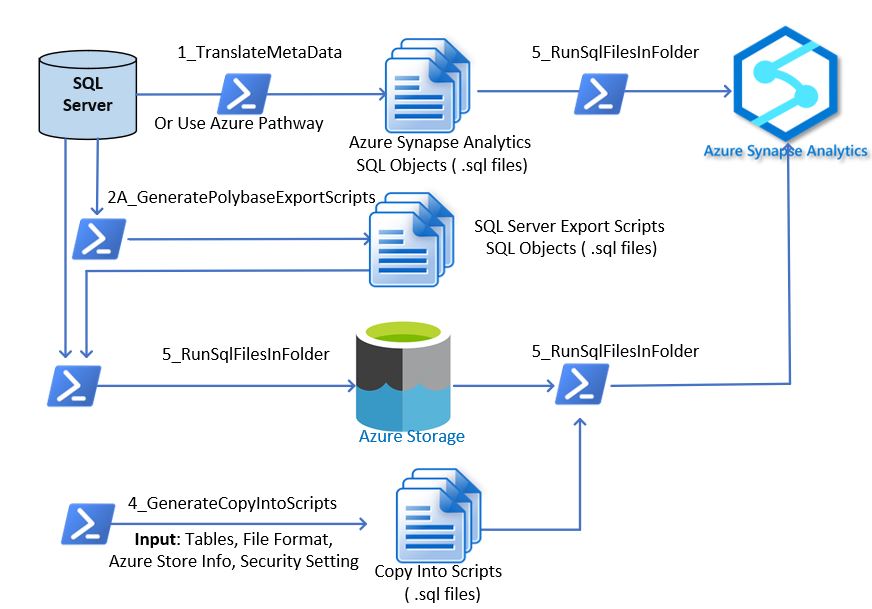 1_TranslateMetaData
5_RunSqlFilesInFolder
SQL
Server
Or Use Azure Pathway
Azure Synapse Analytics
SQL Objects ( .sql files)
Azure Synapse Analytics
2A_GeneratePolybaseExportScripts
SQL Server Export Scripts
SQL Objects ( .sql files)
5_RunSqlFilesInFolder
5_RunSqlFilesInFolder
Azure Storage
4_GenerateCopyIntoScripts
Input: Tables, File Format,
Azure Store Info, Security Setting
Copy Into Scripts
( .sql files)